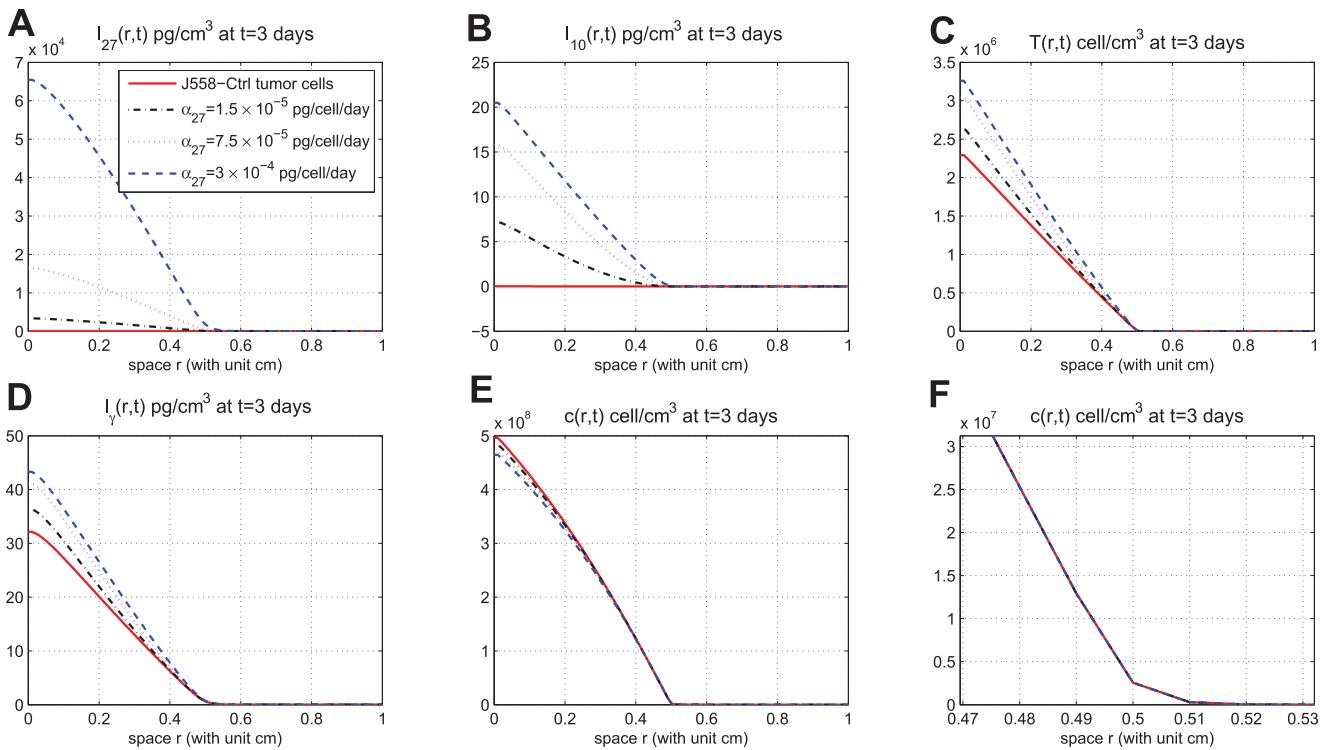 A
I27(r,t) pg/cm3 at t=3 days
x 10^4
7
6
5
4
3
2
1
0
J558−Ctrl tumor cells
α27=1.5 × 10^−5 pg/cell/day
α27=7.5 × 10^−5 pg/cell/day
α27=3 × 10^−4 pg/cell/day
0 0.2 0.4 0.6 0.8 1
space r (with unit cm)
B
I10(r,t) pg/cm3 at t=3 days
25
20
15
10
5
0
−5
0 0.2 0.4 0.6 0.8 1
space r (with unit cm)
C
T(r,t) cell/cm3 at t=3 days
x 10^6
3.5
3
2.5
2
1.5
1
0.5
0
0 0.2 0.4 0.6 0.8 1
space r (with unit cm)
D
Iγ(r,t) pg/cm3 at t=3 days
50
40
30
20
10
0
0 0.2 0.4 0.6 0.8 1
space r (with unit cm)
E
c(r,t) cell/cm3 at t=3 days
x 10^8
5
4
3
2
1
0
0 0.2 0.4 0.6 0.8 1
space r (with unit cm)
F
c(r,t) cell/cm3 at t=3 days
x 10^7
3
2.5
2
1.5
1
0.5
0
0.47 0.48 0.49 0.5 0.51 0.52 0.53
space r (with unit cm)